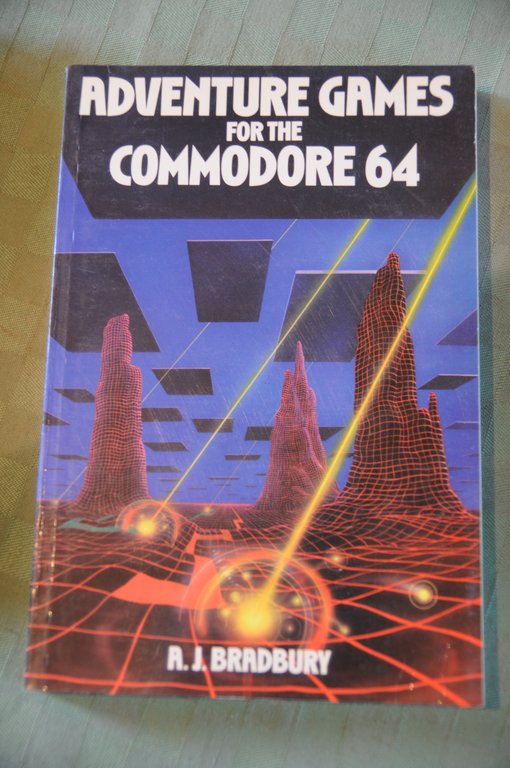 ADVENTURE GAMES
FOR THE
COMMODORE 64
A.J. BRADBURY